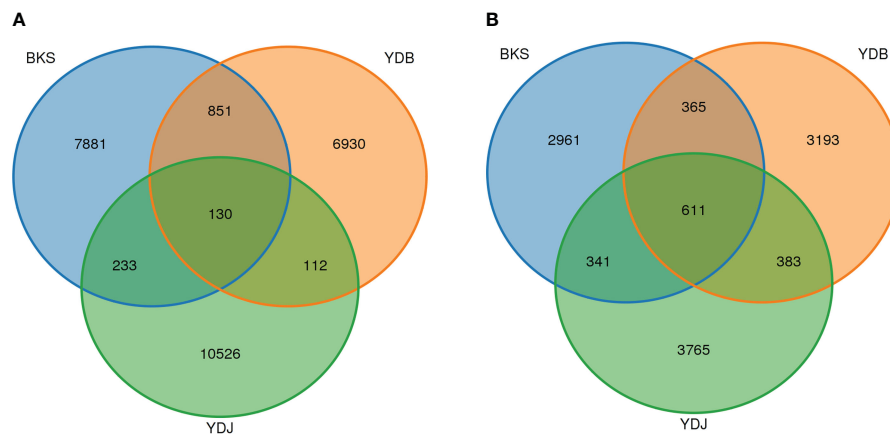 A
BKS
YDB
851
7881
6930
130
233
112
10526
YDJ
B
BKS
YDB
365
2961
3193
611
341
383
3765
YDJ